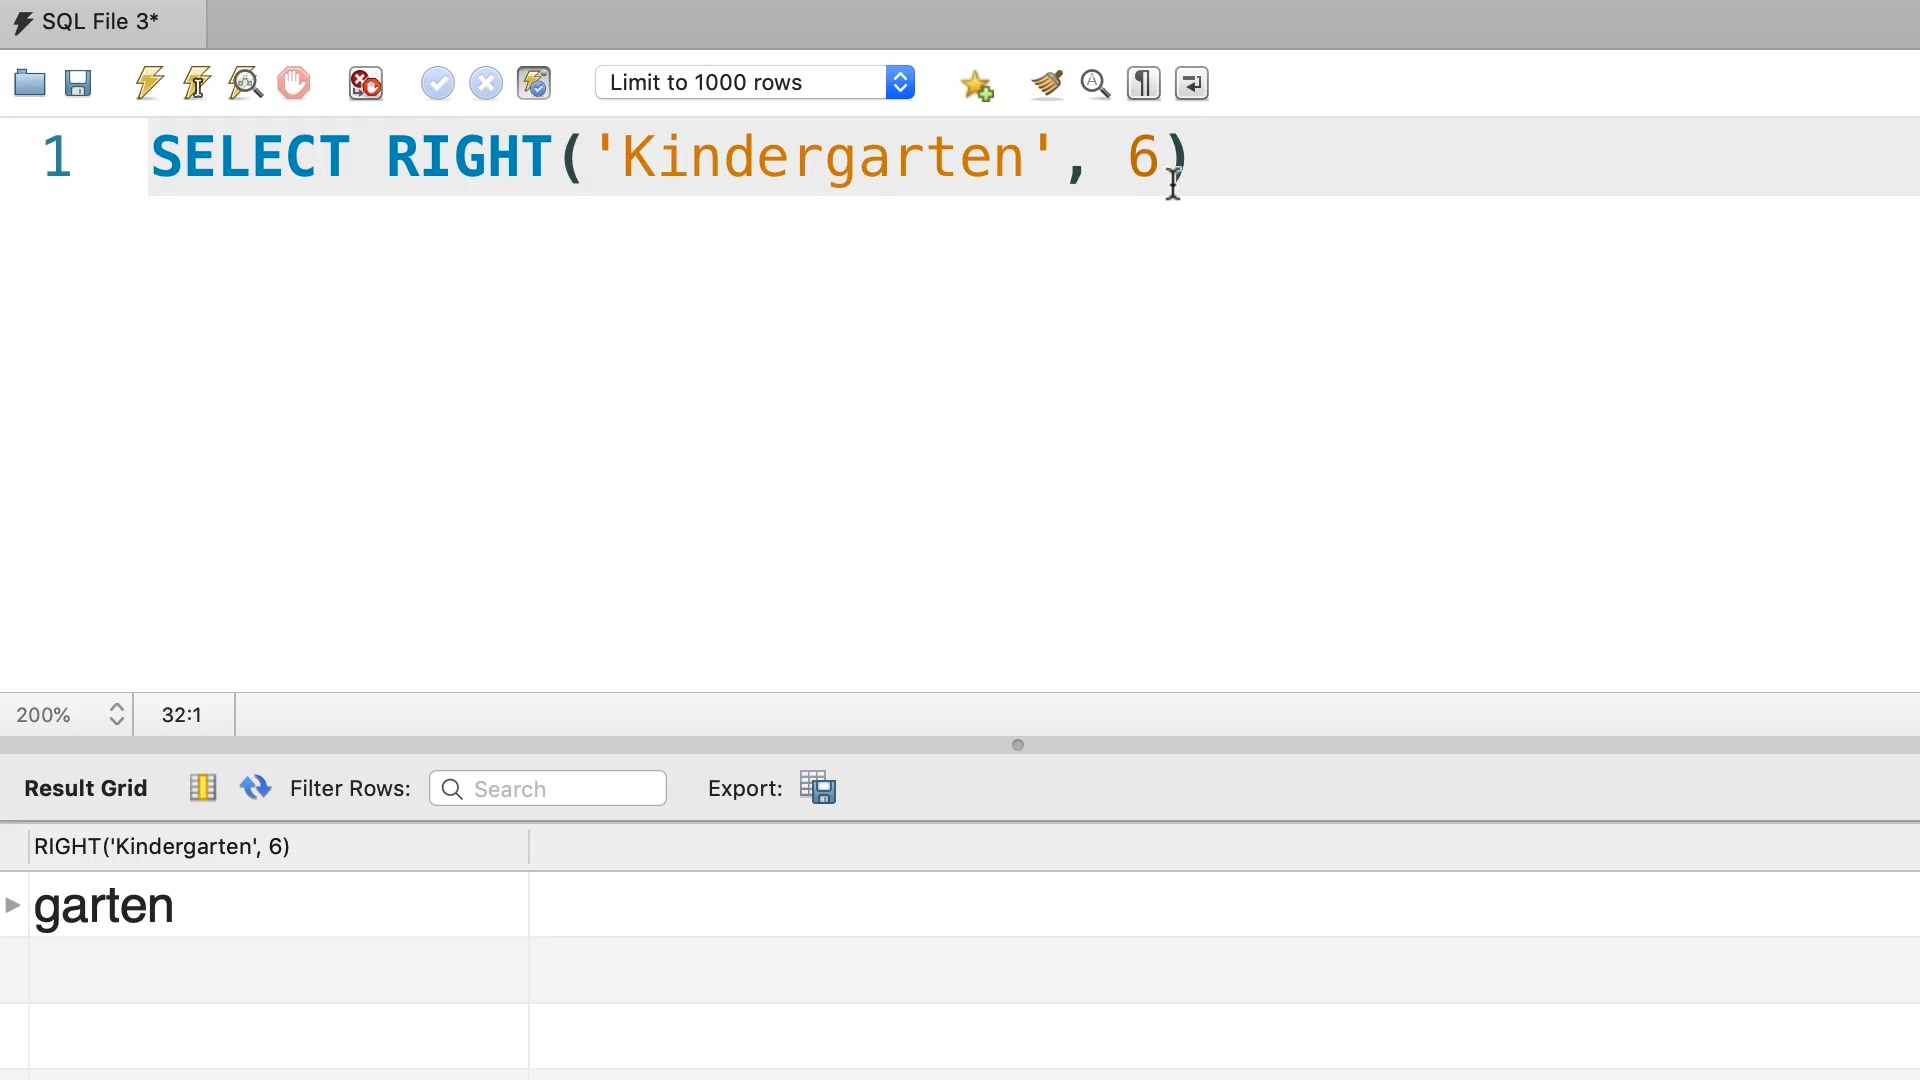 SQL File 3*
Limit to 1000 rows
1 SELECT RIGHT('Kindergarten', 6)
200% 32:1
Result Grid Filter Rows: Search Export:
RIGHT('Kindergarten', 6)
garten